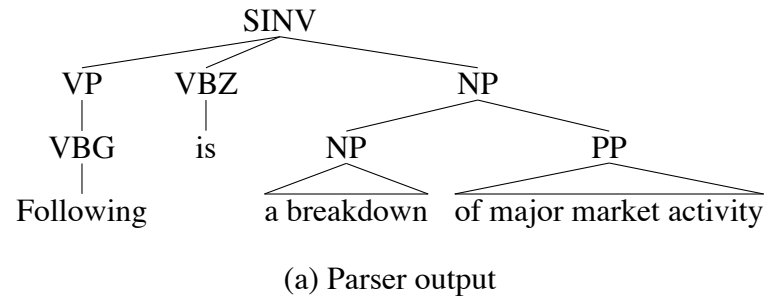 SINV
VP VBZ NP
VBG is NP PP
Following a breakdown of major market activity
(a) Parser output